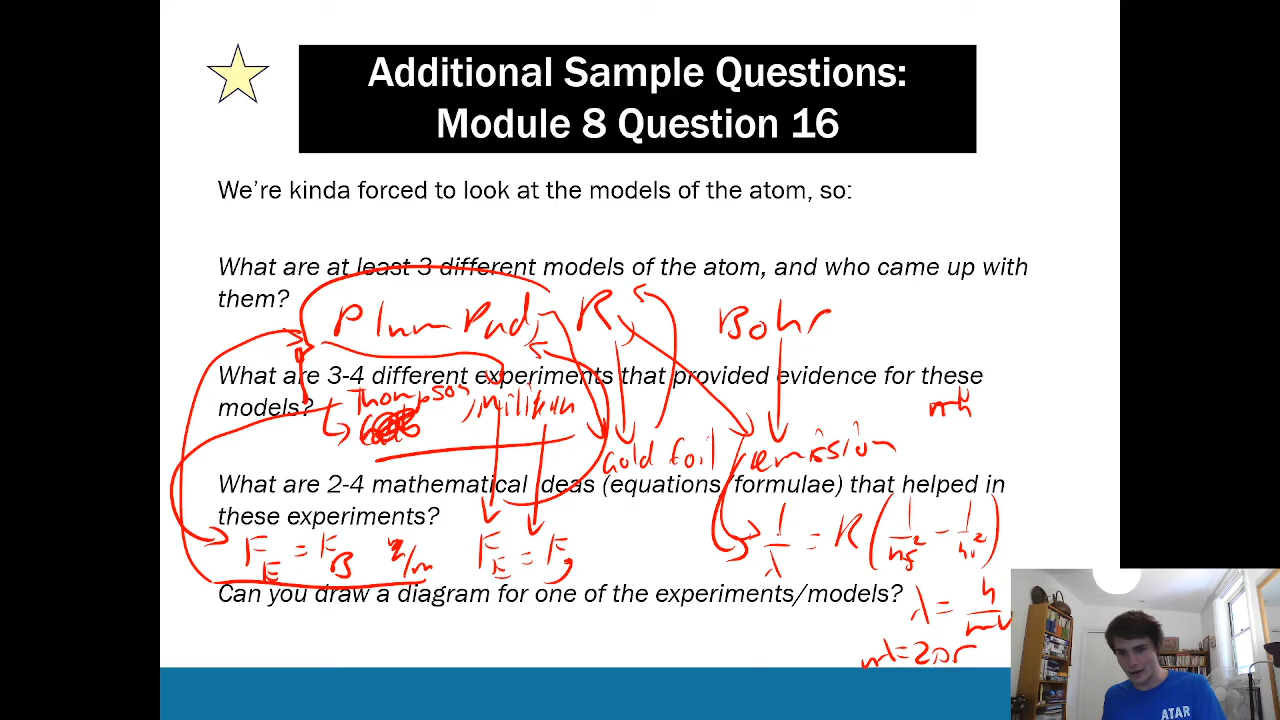 Additional Sample Questions:
Module 8 Question 16
We're kinda forced to look at the models of the atom, so:
What are at least 3 different models of the atom, and who came up with
them?
Plum Pud, R, Bohr
What are 3-4 different experiments that provided evidence for these
models?
Thompson, milikan
gold foil emission
What are 2-4 mathematical ideas (equations/formulae) that helped in
these experiments?
F_E = F_B q/m F_E = F_g 1/λ = R(1/nf² - 1/ni²)
Can you draw a diagram for one of the experiments/models?
λ = h/mv
nλ = 2πr
ATAR